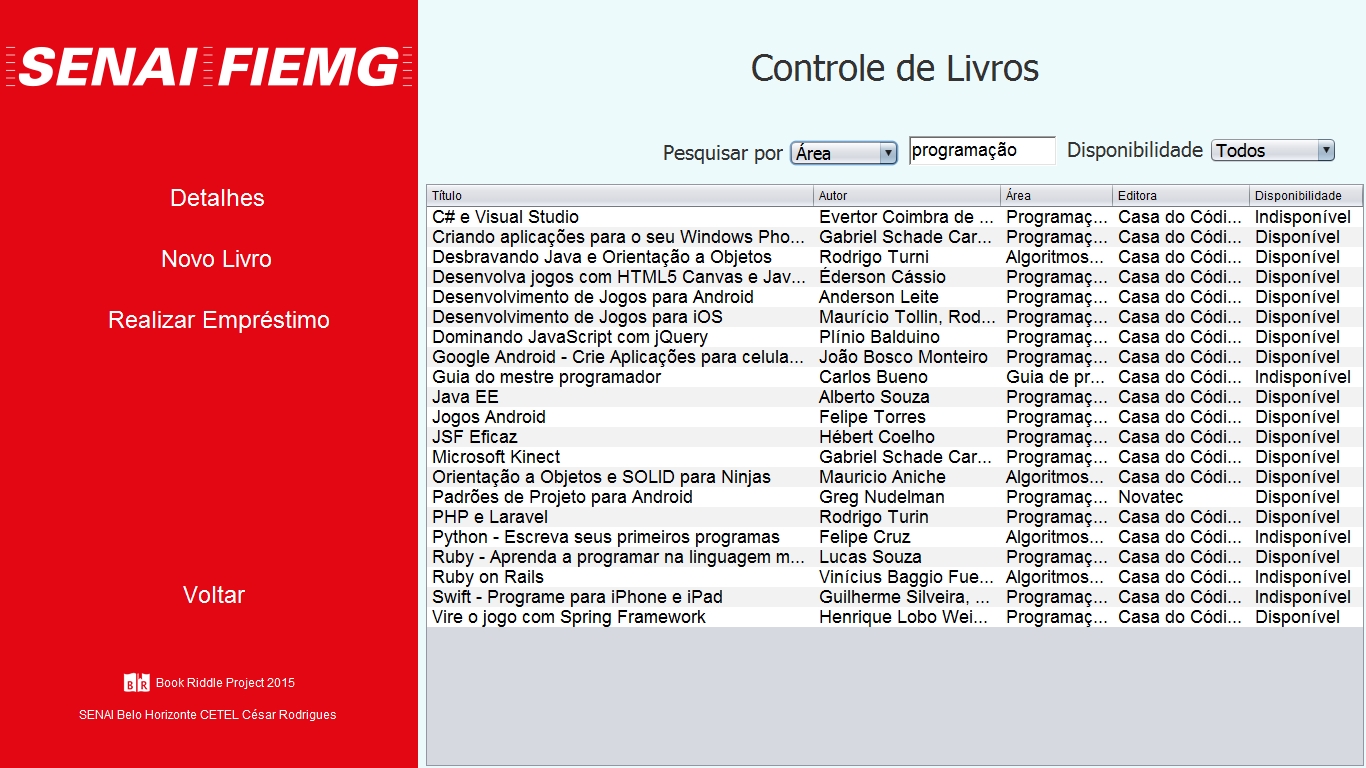 SENAI FIEMG
Detalhes
Novo Livro
Realizar Empréstimo
Voltar
BR Book Riddle Project 2015
SENAI Belo Horizonte CETEL César Rodrigues
Controle de Livros
Pesquisar por Área programação Disponibilidade Todos
Título Autor Área Editora Disponibilidade
C# e Visual Studio Evertor Coimbra de ... Programaç... Casa do Códi... Indisponível
Criando aplicações para o seu Windows Pho... Gabriel Schade Car... Programaç... Casa do Códi... Disponível
Desbravando Java e Orientação a Objetos Rodrigo Turni Algoritmos... Casa do Códi... Disponível
Desenvolva jogos com HTML5 Canvas e Jav... Éderson Cássio Programaç... Casa do Códi... Disponível
Desenvolvimento de Jogos para Android Anderson Leite Programaç... Casa do Códi... Disponível
Desenvolvimento de Jogos para iOS Maurício Tollin, Rod... Programaç... Casa do Códi... Disponível
Dominando JavaScript com jQuery Plínio Balduino Programaç... Casa do Códi... Disponível
Google Android - Crie Aplicações para celula... João Bosco Monteiro Programaç... Casa do Códi... Disponível
Guia do mestre programador Carlos Bueno Guia de pr... Casa do Códi... Indisponível
Java EE Alberto Souza Programaç... Casa do Códi... Disponível
Jogos Android Felipe Torres Programaç... Casa do Códi... Disponível
JSF Eficaz Hébert Coelho Programaç... Casa do Códi... Disponível
Microsoft Kinect Gabriel Schade Car... Programaç... Casa do Códi... Disponível
Orientação a Objetos e SOLID para Ninjas Mauricio Aniche Algoritmos... Casa do Códi... Disponível
Padrões de Projeto para Android Greg Nudelman Programaç... Novatec Disponível
PHP e Laravel Rodrigo Turin Programaç... Casa do Códi... Disponível
Python - Escreva seus primeiros programas Felipe Cruz Algoritmos... Casa do Códi... Indisponível
Ruby - Aprenda a programar na linguagem m... Lucas Souza Programaç... Casa do Códi... Disponível
Ruby on Rails Vinícius Baggio Fue... Algoritmos... Casa do Códi... Indisponível
Swift - Programe para iPhone e iPad Guilherme Silveira, ... Programaç... Casa do Códi... Indisponível
Vire o jogo com Spring Framework Henrique Lobo Wei... Programaç... Casa do Códi... Disponível